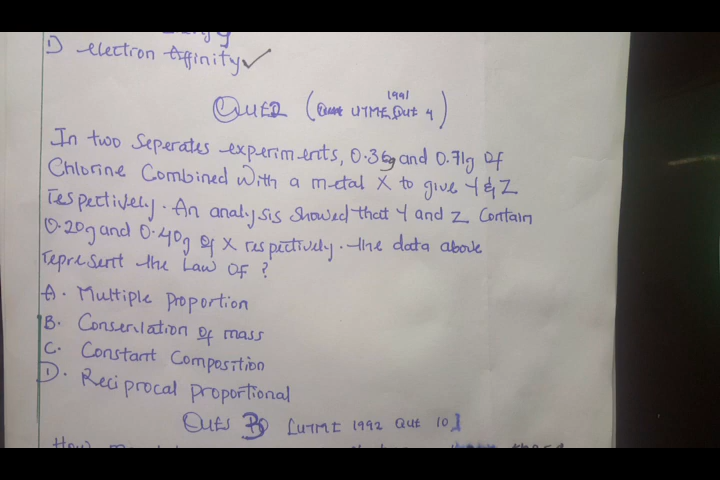 D electron Affinity ✓
QUE2 (UTME 1991 Que 4)
In two seperates experiments, 0.36g and 0.71g of
Chlorine Combined With a metal X to give Y & Z
respectively. An analysis showed that Y and Z Contain
0.20g and 0.40g of X respectively. the data above
represent the Law OF ?
A. Multiple proportion
B. Conservation of mass
C. Constant Composition
D. Reciprocal proportional
QUES 3 [UTME 1992 Que 10]
How